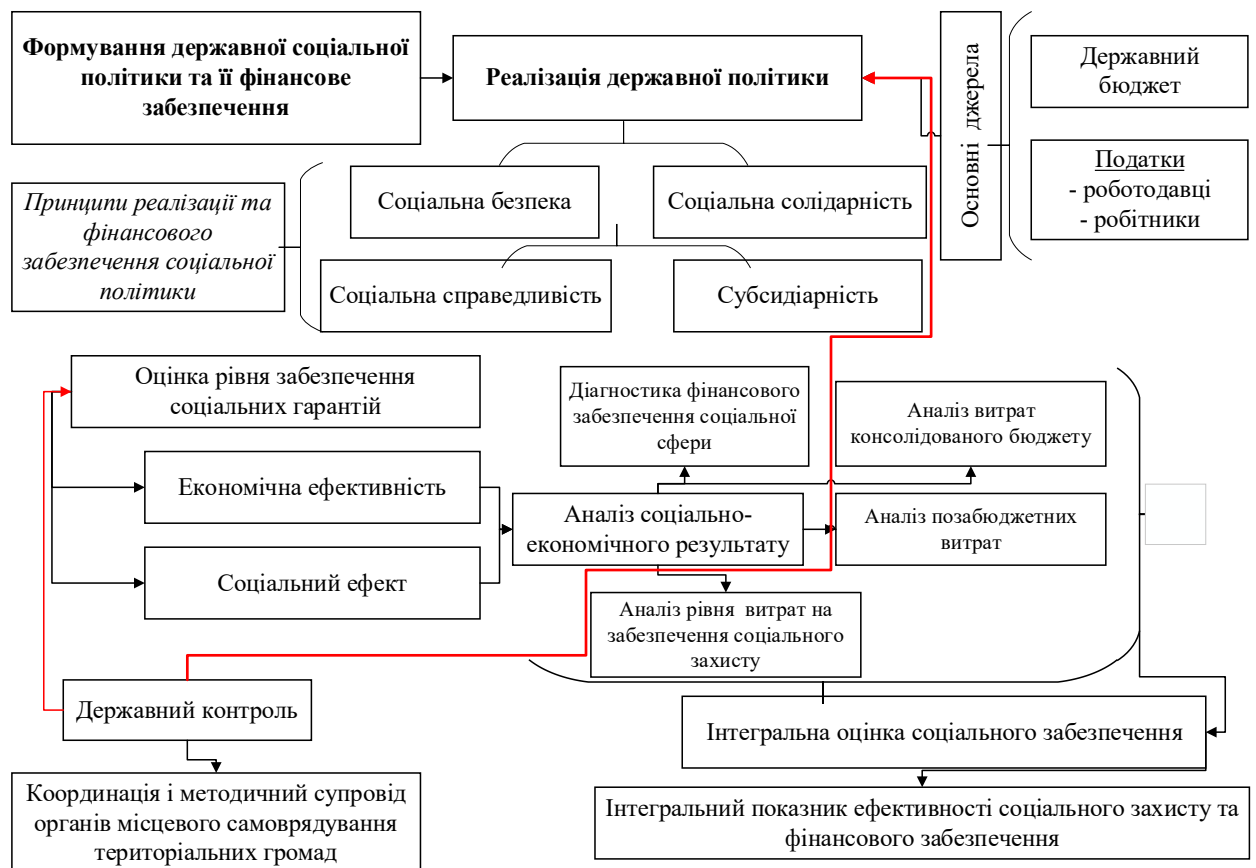 Формування державної соціальної
політики та її фінансове
забезпечення
Реалізація державної політики
Основні джерела
Державний
бюджет
Податки
- роботодавці
- робітники
Принципи реалізації та
фінансового
забезпечення соціальної
політики
Соціальна безпека
Соціальна солідарність
Соціальна справедливість
Субсидіарність
Оцінка рівня забезпечення
соціальних гарантій
Діагностика фінансового
забезпечення соціальної
сфери
Аналіз витрат
консолідованого бюджету
Економічна ефективність
Аналіз соціально-
економічного результату
Аналіз позабюджетних
витрат
Соціальний ефект
Аналіз рівня витрат на
забезпечення соціального
захисту
Державний контроль
Інтегральна оцінка соціального забезпечення
Координація і методичний супровід
органів місцевого самоврядування
територіальних громад
Інтегральний показник ефективності соціального захисту та
фінансового забезпечення